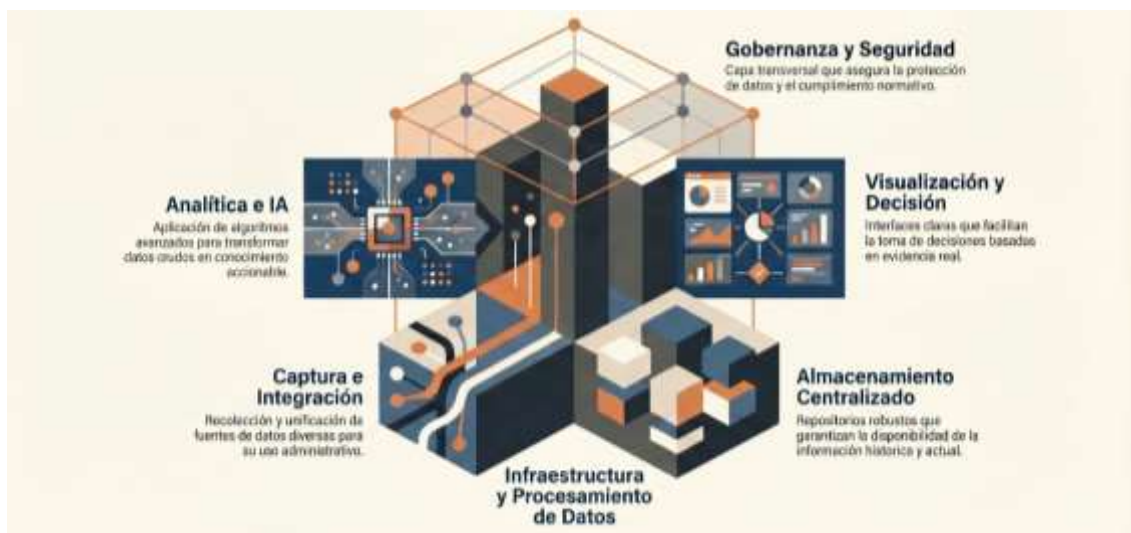 Gobernanza y Seguridad
Capa transversal que asegura la protección
de datos y el cumplimiento normativo.
Analítica e IA
Aplicación de algoritmos
avanzados para transformar
datos crudos en conocimiento
accionable.
Visualización y
Decisión
Interfaces claras que facilitan
la toma de decisiones basadas
en evidencia real.
Captura e
Integración
Recolección y unificación de
fuentes de datos diversas para
su uso administrativo.
Almacenamiento
Centralizado
Repositorios robustos que
garantizan la disponibilidad de la
información historica y actual.
Infraestructura
y Procesamiento
de Datos